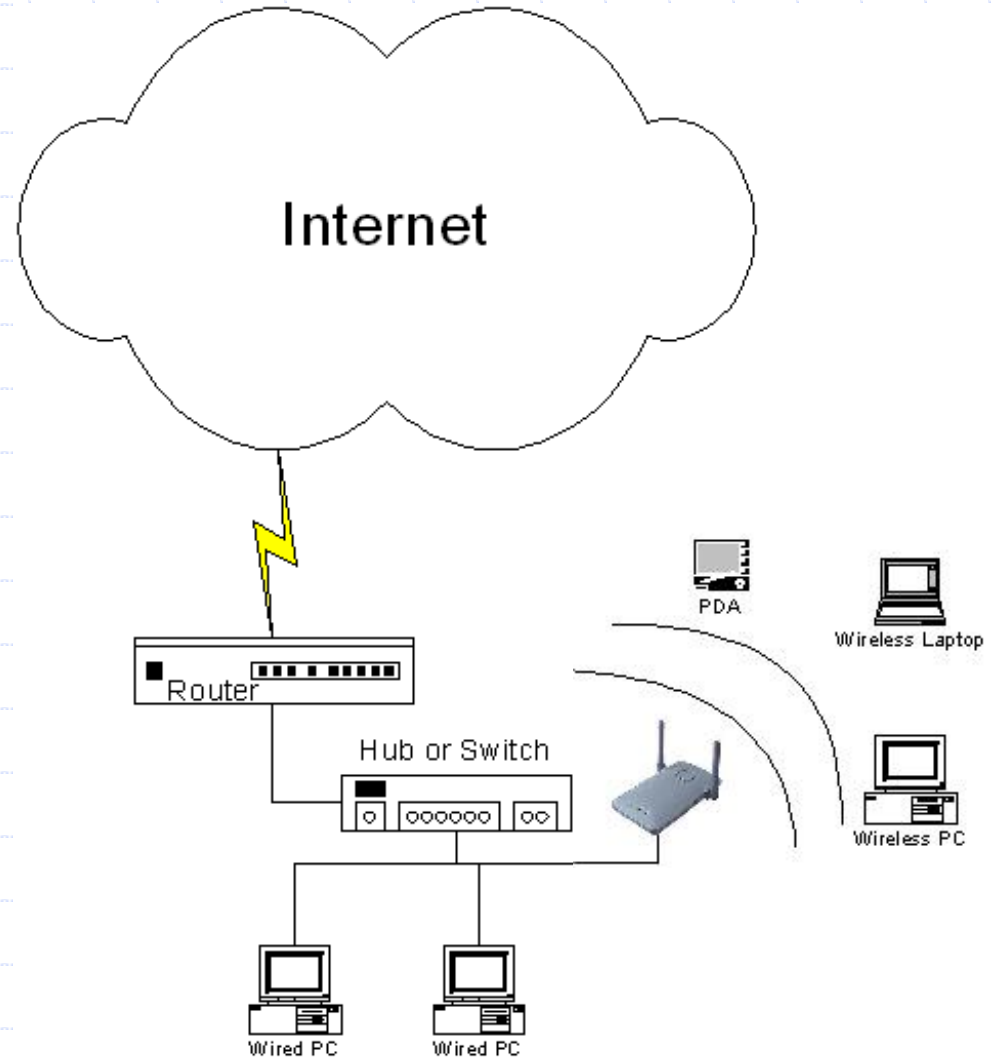 Internet
PDA
Wireless Laptop
Router
Hub or Switch
Wireless PC
Wired PC
Wired PC